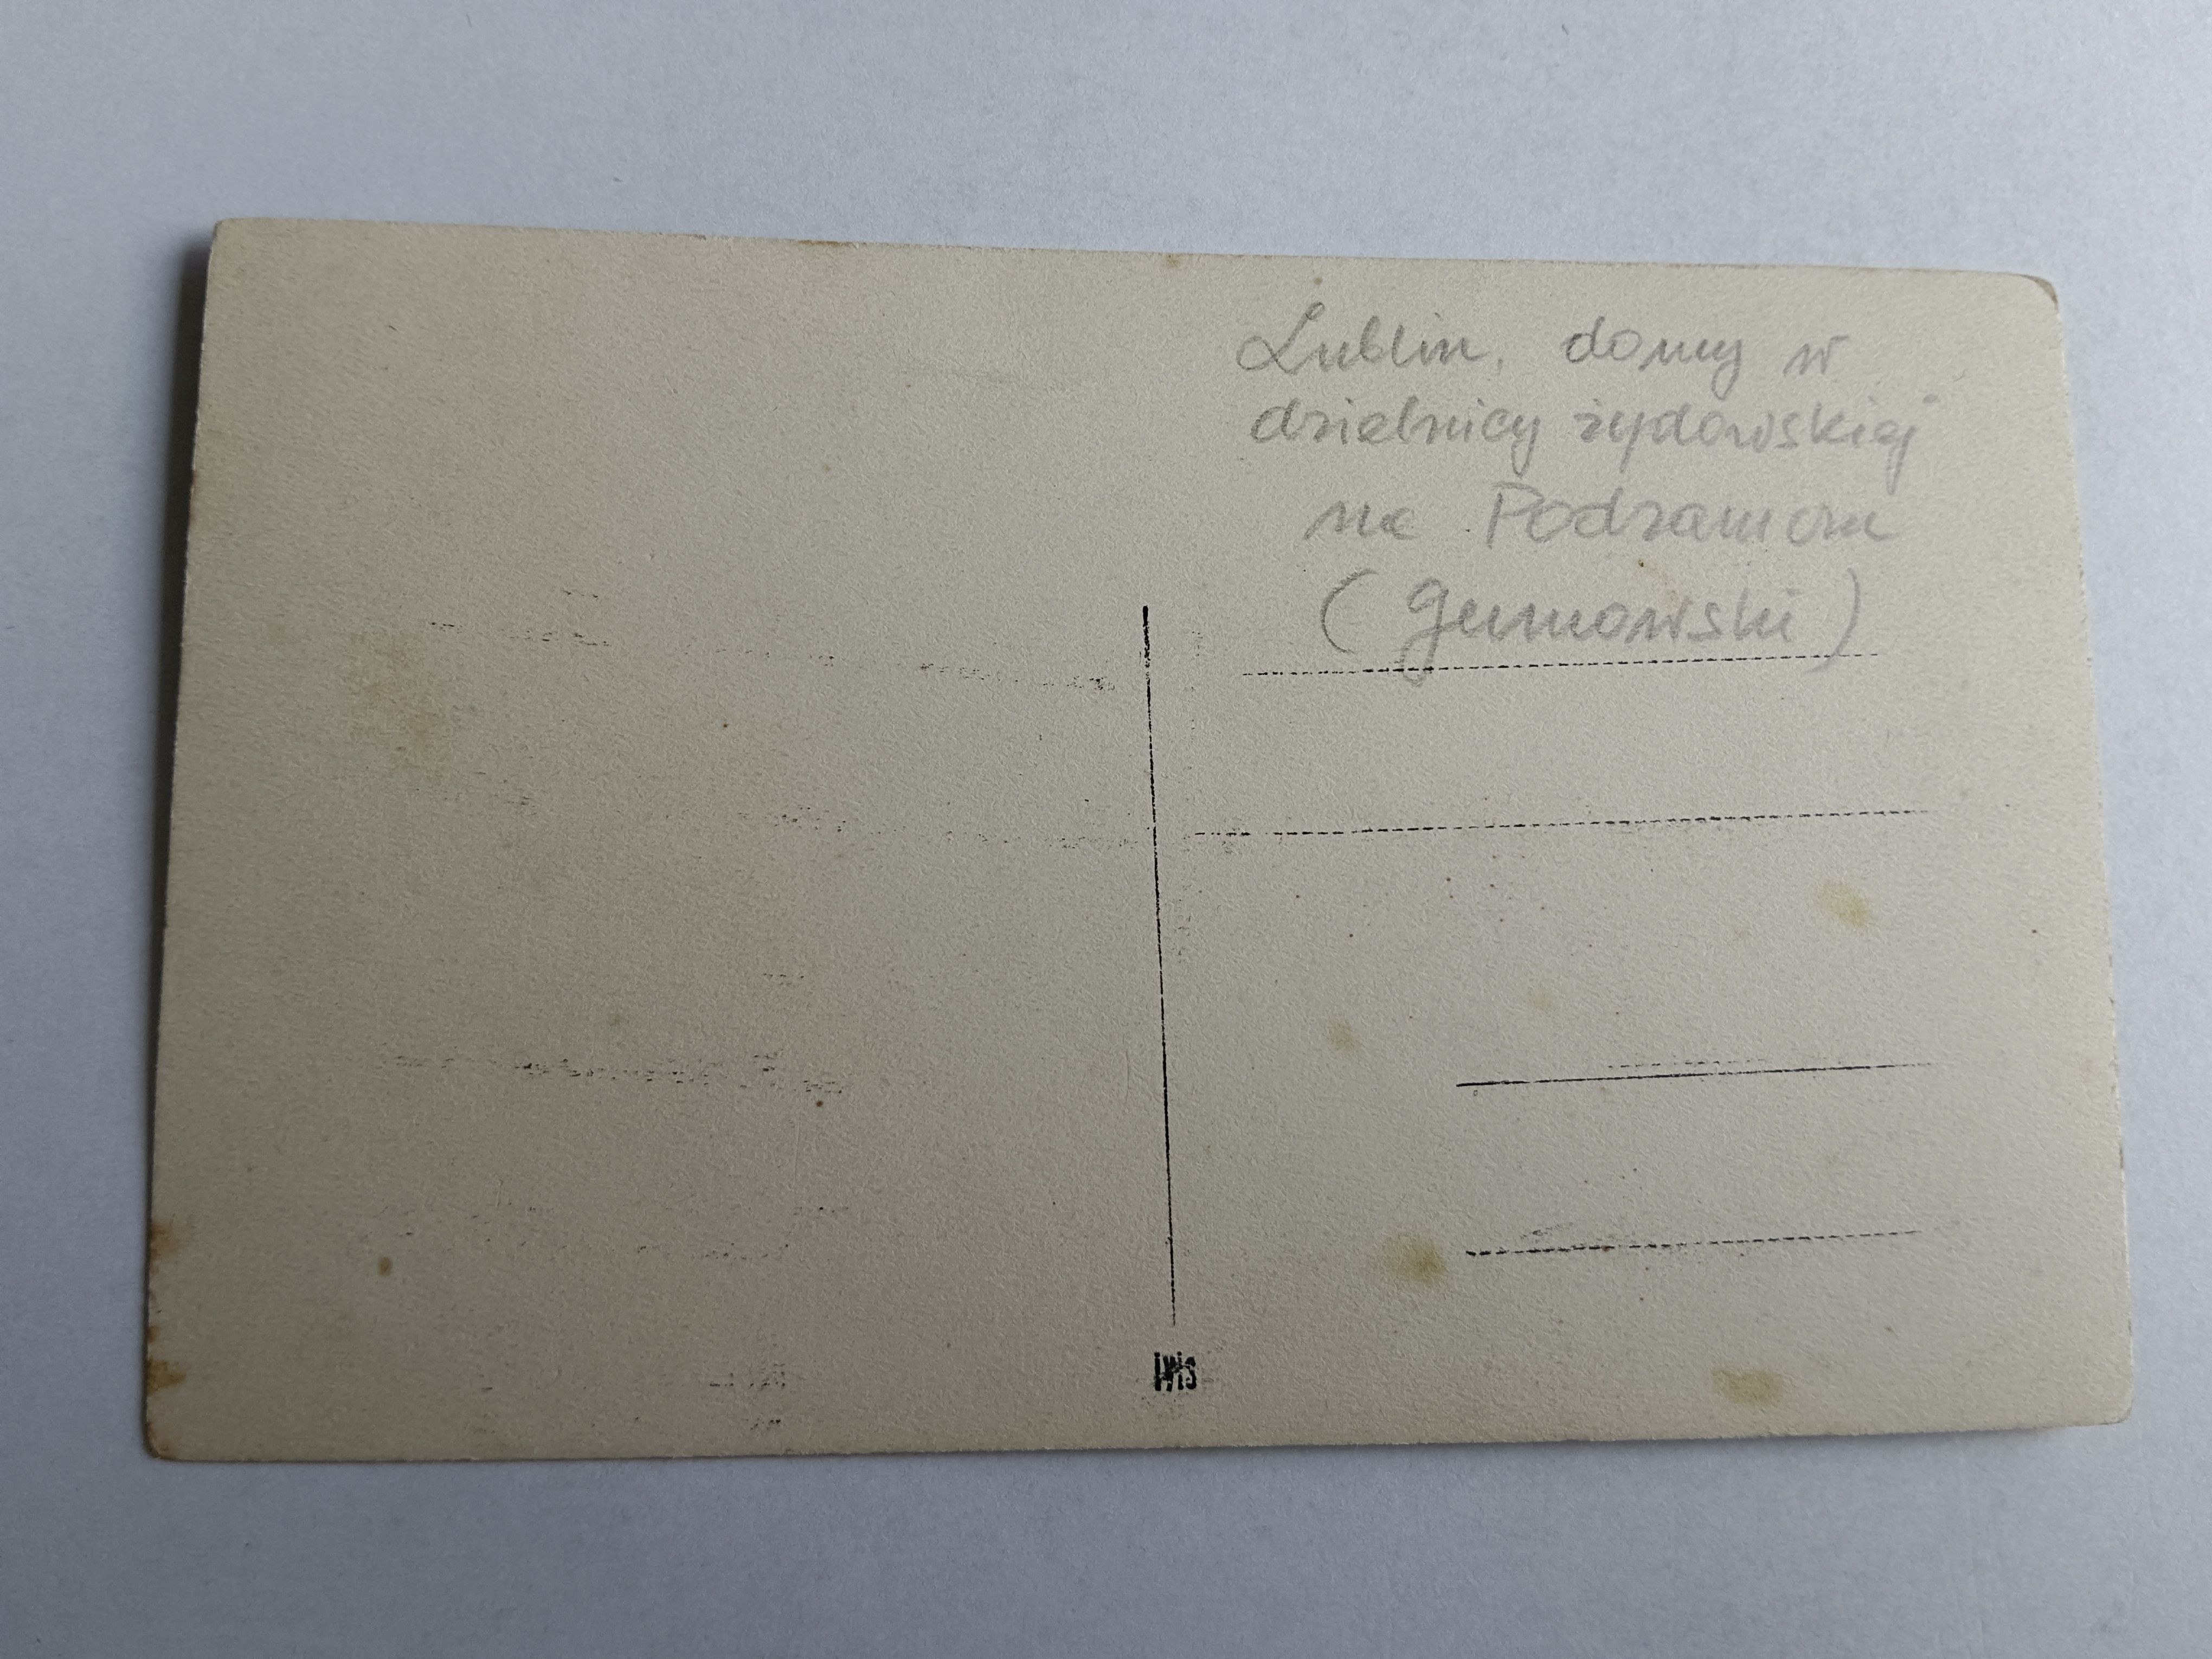 Lublin, domy w
dzielnicy żydowskiej
na Podzamczu
(Gumowski)
iwis